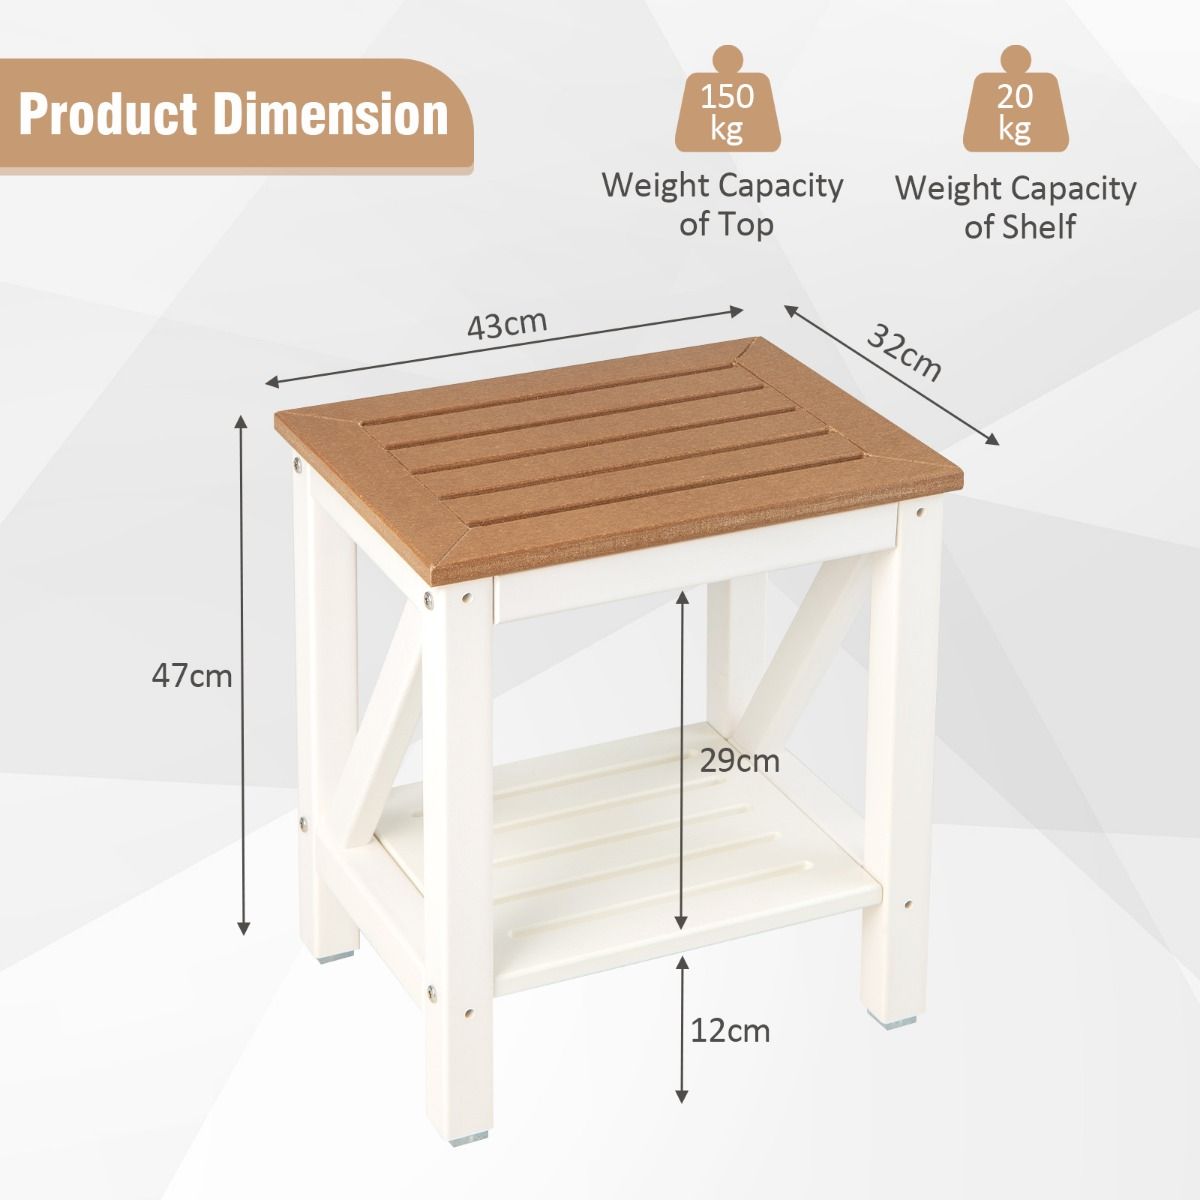 Product Dimension
150
kg
Weight Capacity
of Top
20
kg
Weight Capacity
of Shelf
43cm
32cm
47cm
29cm
12cm